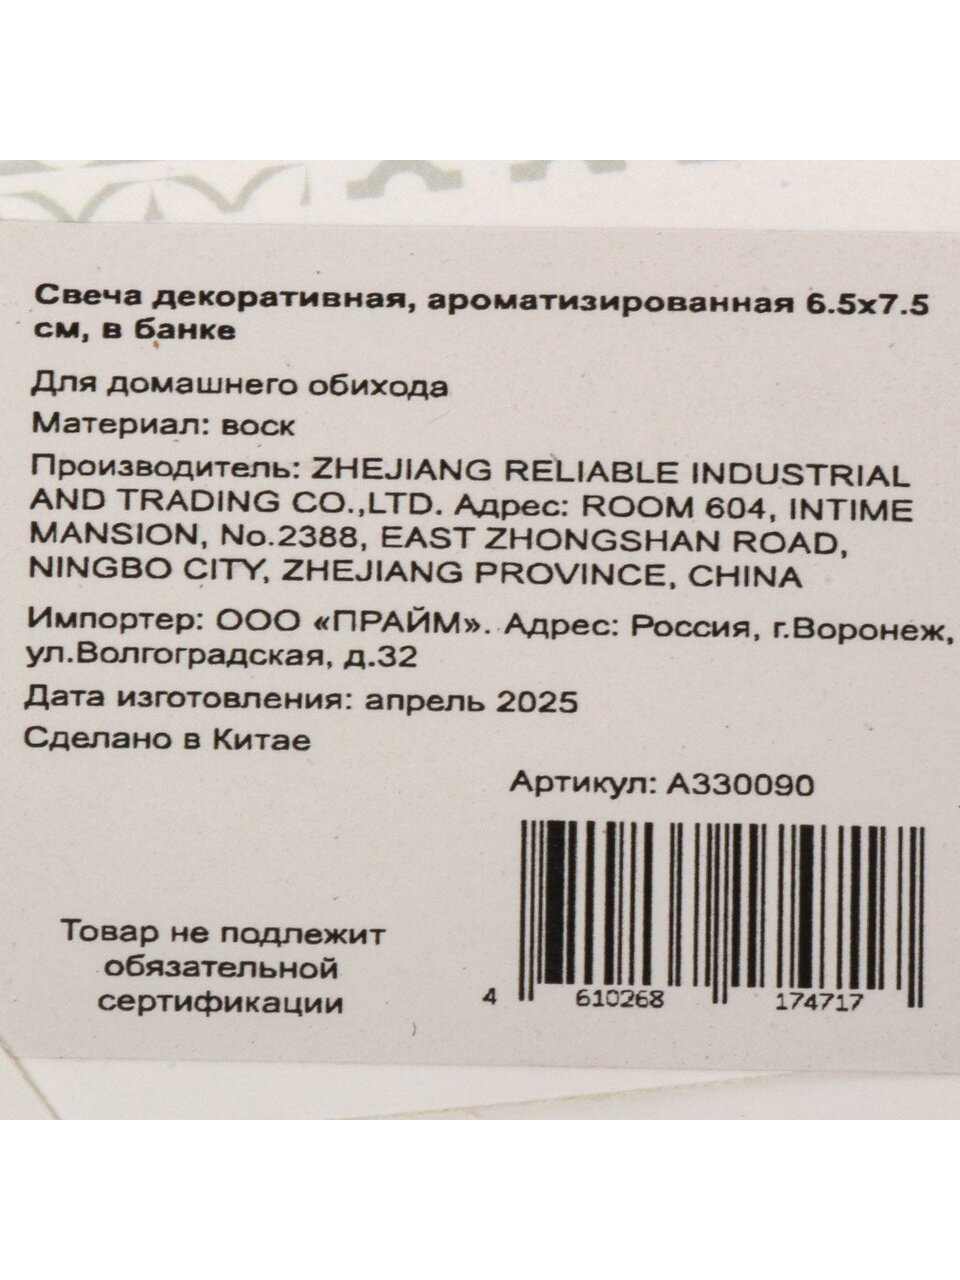 Свеча декоративная, ароматизированная 6.5х7.5
см, в банке
Для домашнего обихода
Материал: воск
Производитель: ZHEJIANG RELIABLE INDUSTRIAL
AND TRADING CO.,LTD. Адрес: ROOM 604, INTIME
MANSION, No.2388, EAST ZHONGSHAN ROAD,
NINGBO CITY, ZHEJIANG PROVINCE, CHINA
Импортер: ООО «ПРАЙМ». Адрес: Россия, г.Воронеж,
ул.Волгоградская, д.32
Дата изготовления: апрель 2025
Сделано в Китае
Артикул: А330090
Товар не подлежит
обязательной
сертификации
4 610268 174717